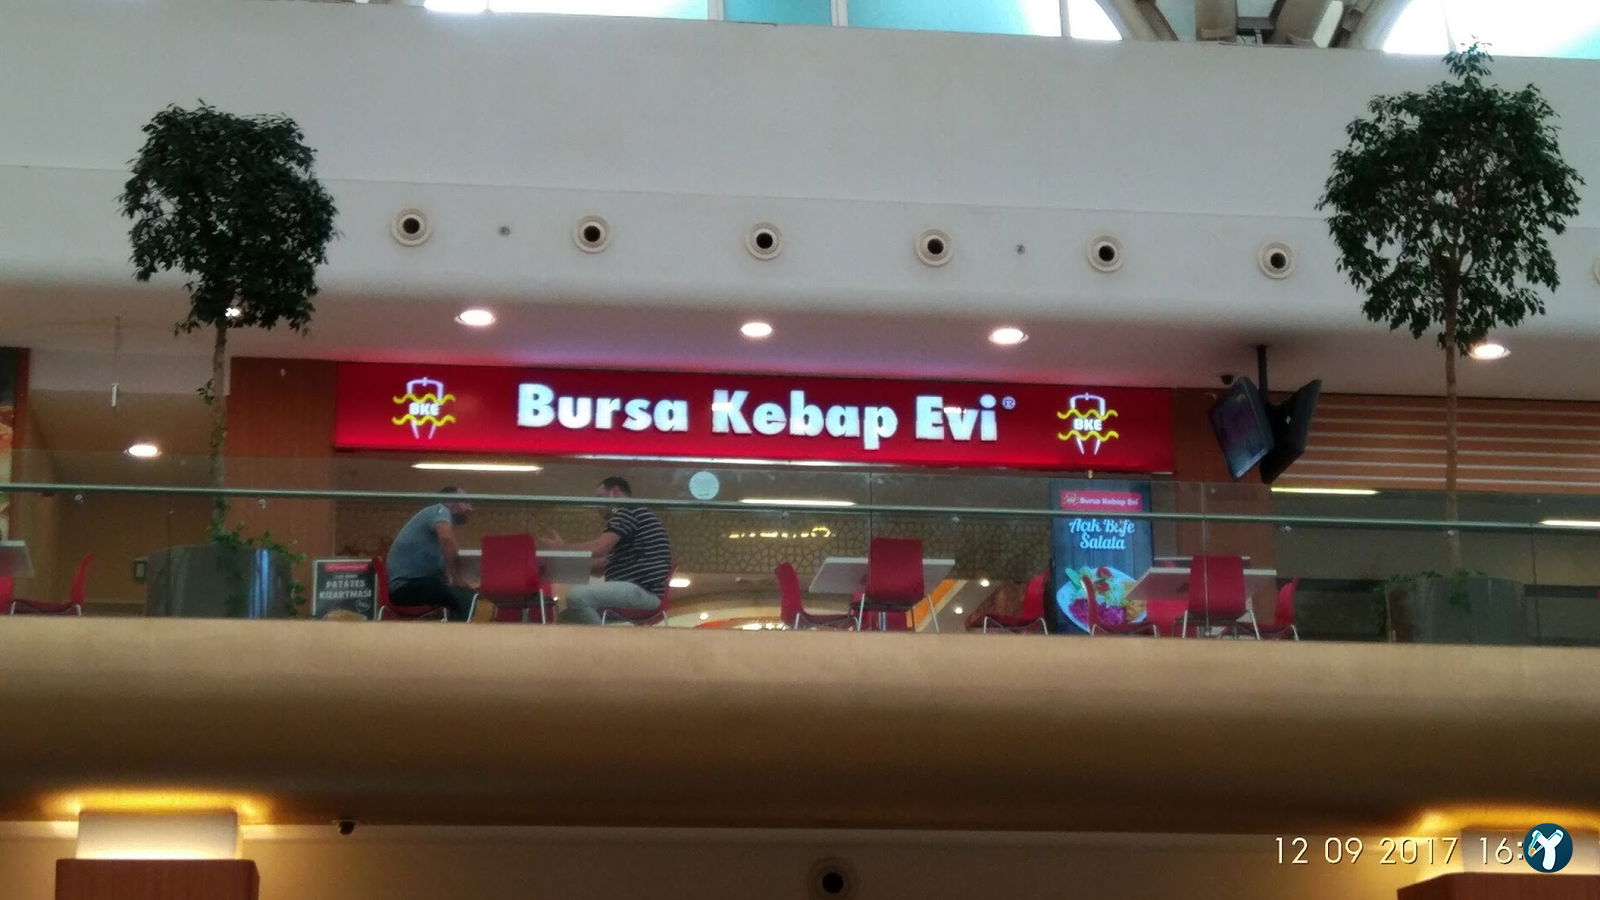 BKE
Bursa Kebap Evi®
BKE
Bursa Kebap Evi
Açık Büfe
Salata
PATATES
KIZARTMASI
12 09 2017 16: